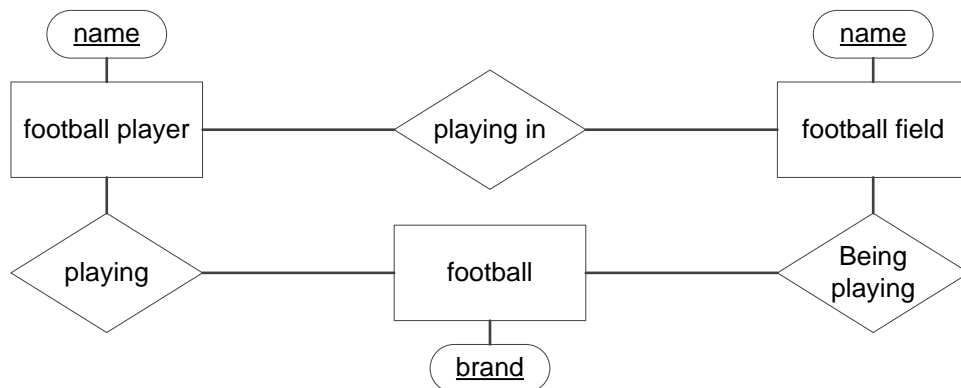 name
name
football player
playing in
football field
playing
football
Being
playing
brand